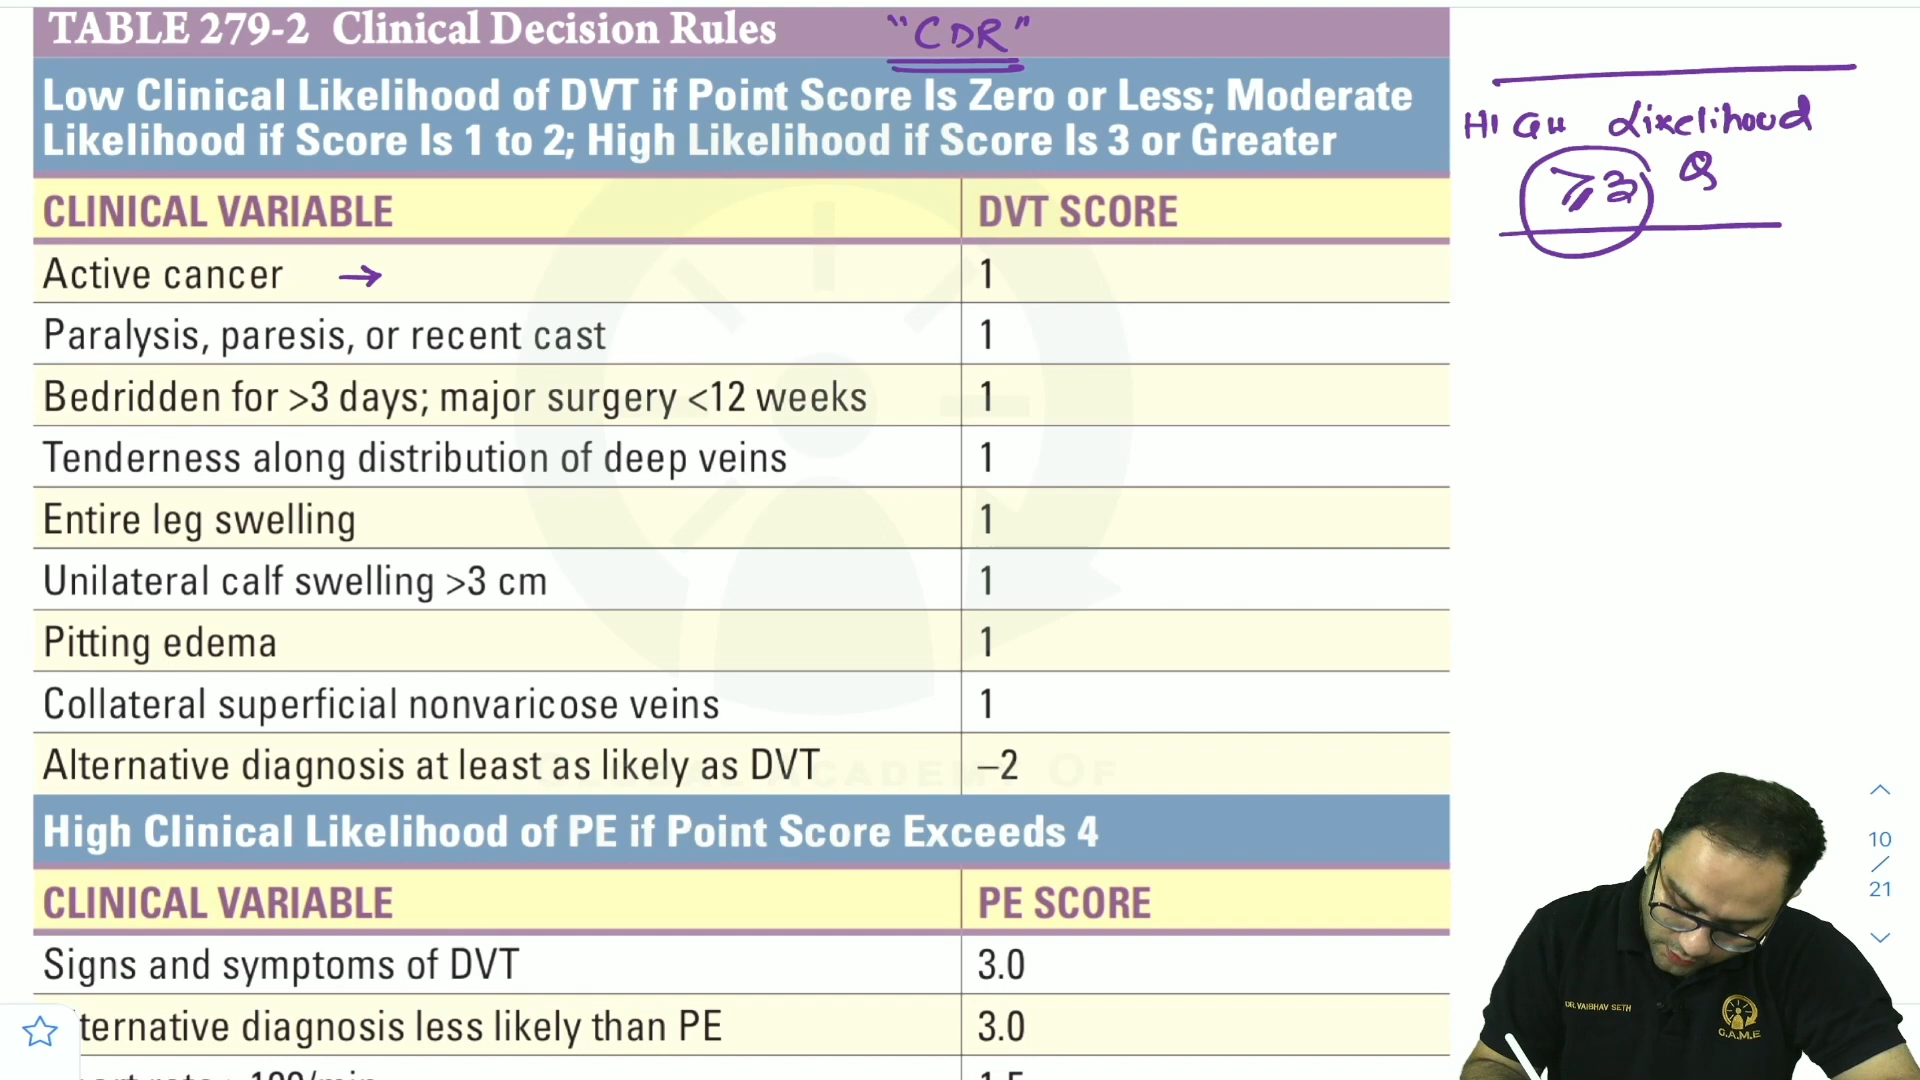 TABLE 279-2 Clinical Decision Rules "CDR"
Low Clinical Likelihood of DVT if Point Score Is Zero or Less; Moderate
Likelihood if Score Is 1 to 2; High Likelihood if Score Is 3 or Greater
CLINICAL VARIABLE DVT SCORE
Active cancer → 1
Paralysis, paresis, or recent cast 1
Bedridden for >3 days; major surgery <12 weeks 1
Tenderness along distribution of deep veins 1
Entire leg swelling 1
Unilateral calf swelling >3 cm 1
Pitting edema 1
Collateral superficial nonvaricose veins 1
Alternative diagnosis at least as likely as DVT –2
High Clinical Likelihood of PE if Point Score Exceeds 4
CLINICAL VARIABLE PE SCORE
Signs and symptoms of DVT 3.0
ternative diagnosis less likely than PE 3.0
HIGH Likelihood
≥3
10
/
21
DR. VAIBHAV SETH
G.A.M.E